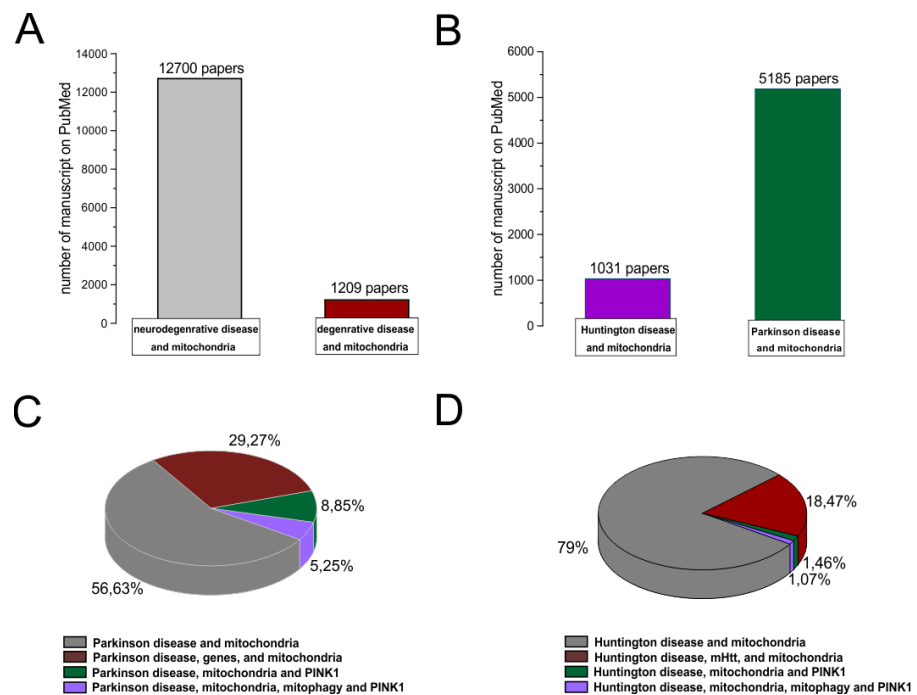 A
number of manuscript on PubMed
14000
12000
10000
8000
6000
4000
2000
0
12700 papers
1209 papers
neurodegenrative disease
and mitochondria
degenrative disease
and mitochondria
B
number of manuscript on PubMed
6000
5000
4000
3000
2000
1000
0
1031 papers
5185 papers
Huntington disease
and mitochondria
Parkinson disease
and mitochondria
C
29,27%
8,85%
5,25%
56,63%
Parkinson disease and mitochondria
Parkinson disease, genes, and mitochondria
Parkinson disease, mitochondria and PINK1
Parkinson disease, mitochondria, mitophagy and PINK1
D
18,47%
79%
1,46%
1,07%
Huntington disease and mitochondria
Huntington disease, mHtt, and mitochondria
Huntington disease, mitochondria and PINK1
Huntington disease, mitochondria, mitophagy and PINK1